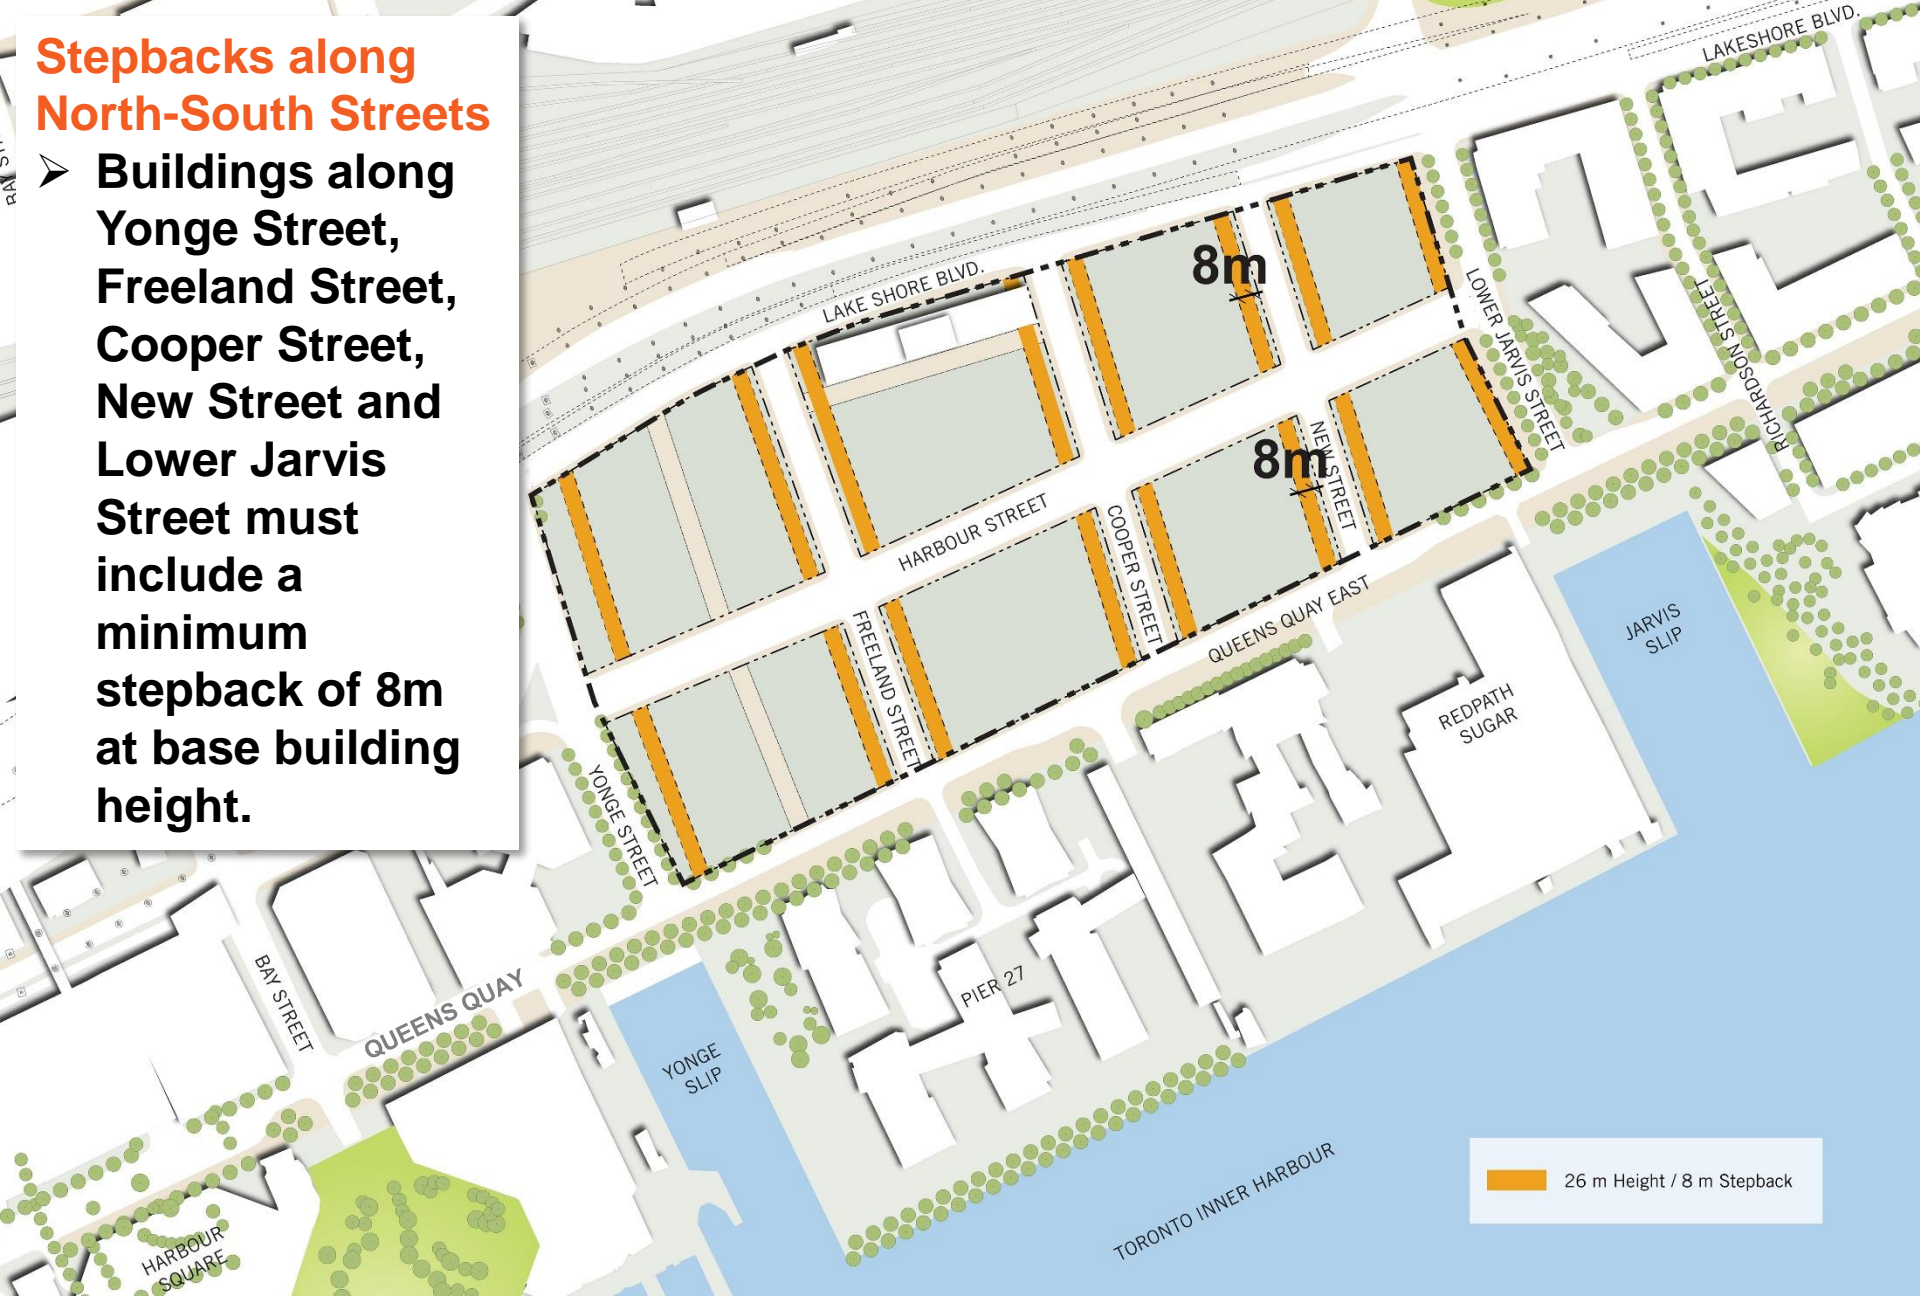 Stepbacks along
North-South Streets
➢ Buildings along
Yonge Street,
Freeland Street,
Cooper Street,
New Street and
Lower Jarvis
Street must
include a
minimum
stepback of 8m
at base building
height.
LAKESHORE BLVD.
LAKE SHORE BLVD.
8m
8m
LOWER JARVIS STREET
RICHARDSON STREET
NEW STREET
HARBOUR STREET
COOPER STREET
FREELAND STREET
QUEENS QUAY EAST
YONGE STREET
JARVIS
SLIP
REDPATH
SUGAR
BAY STREET
QUEENS QUAY
PIER 27
YONGE
SLIP
TORONTO INNER HARBOUR
HARBOUR
SQUARE
26 m Height / 8 m Stepback